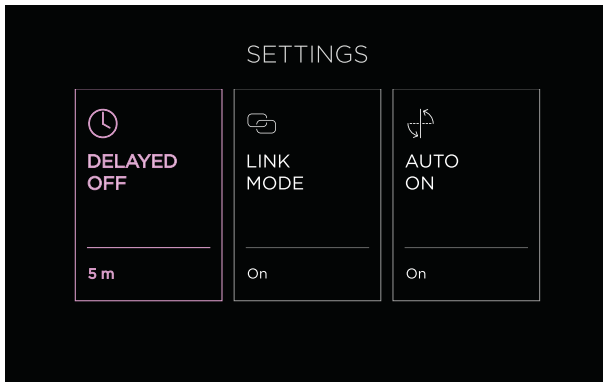 SETTINGS
DELAYED
OFF
5 m
LINK
MODE
On
AUTO
ON
On